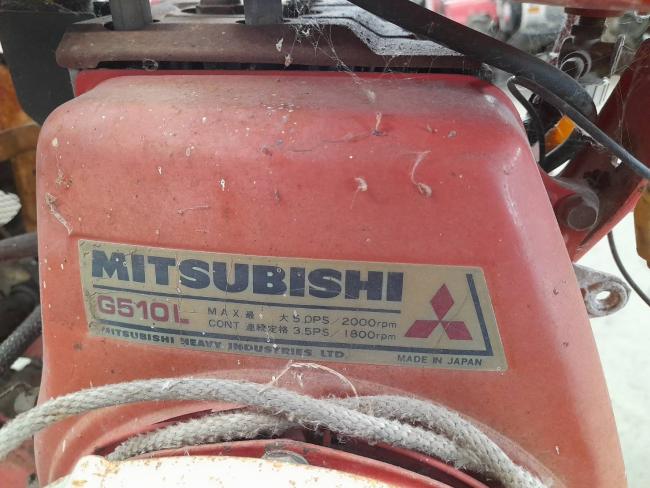 MITSUBISHI
G510L
MAX. 最 大 5.0PS/2000rpm
CONT 連続定格 3.5PS/1800rpm
MITSUBISHI HEAVY INDUSTRIES LTD.
MADE IN JAPAN